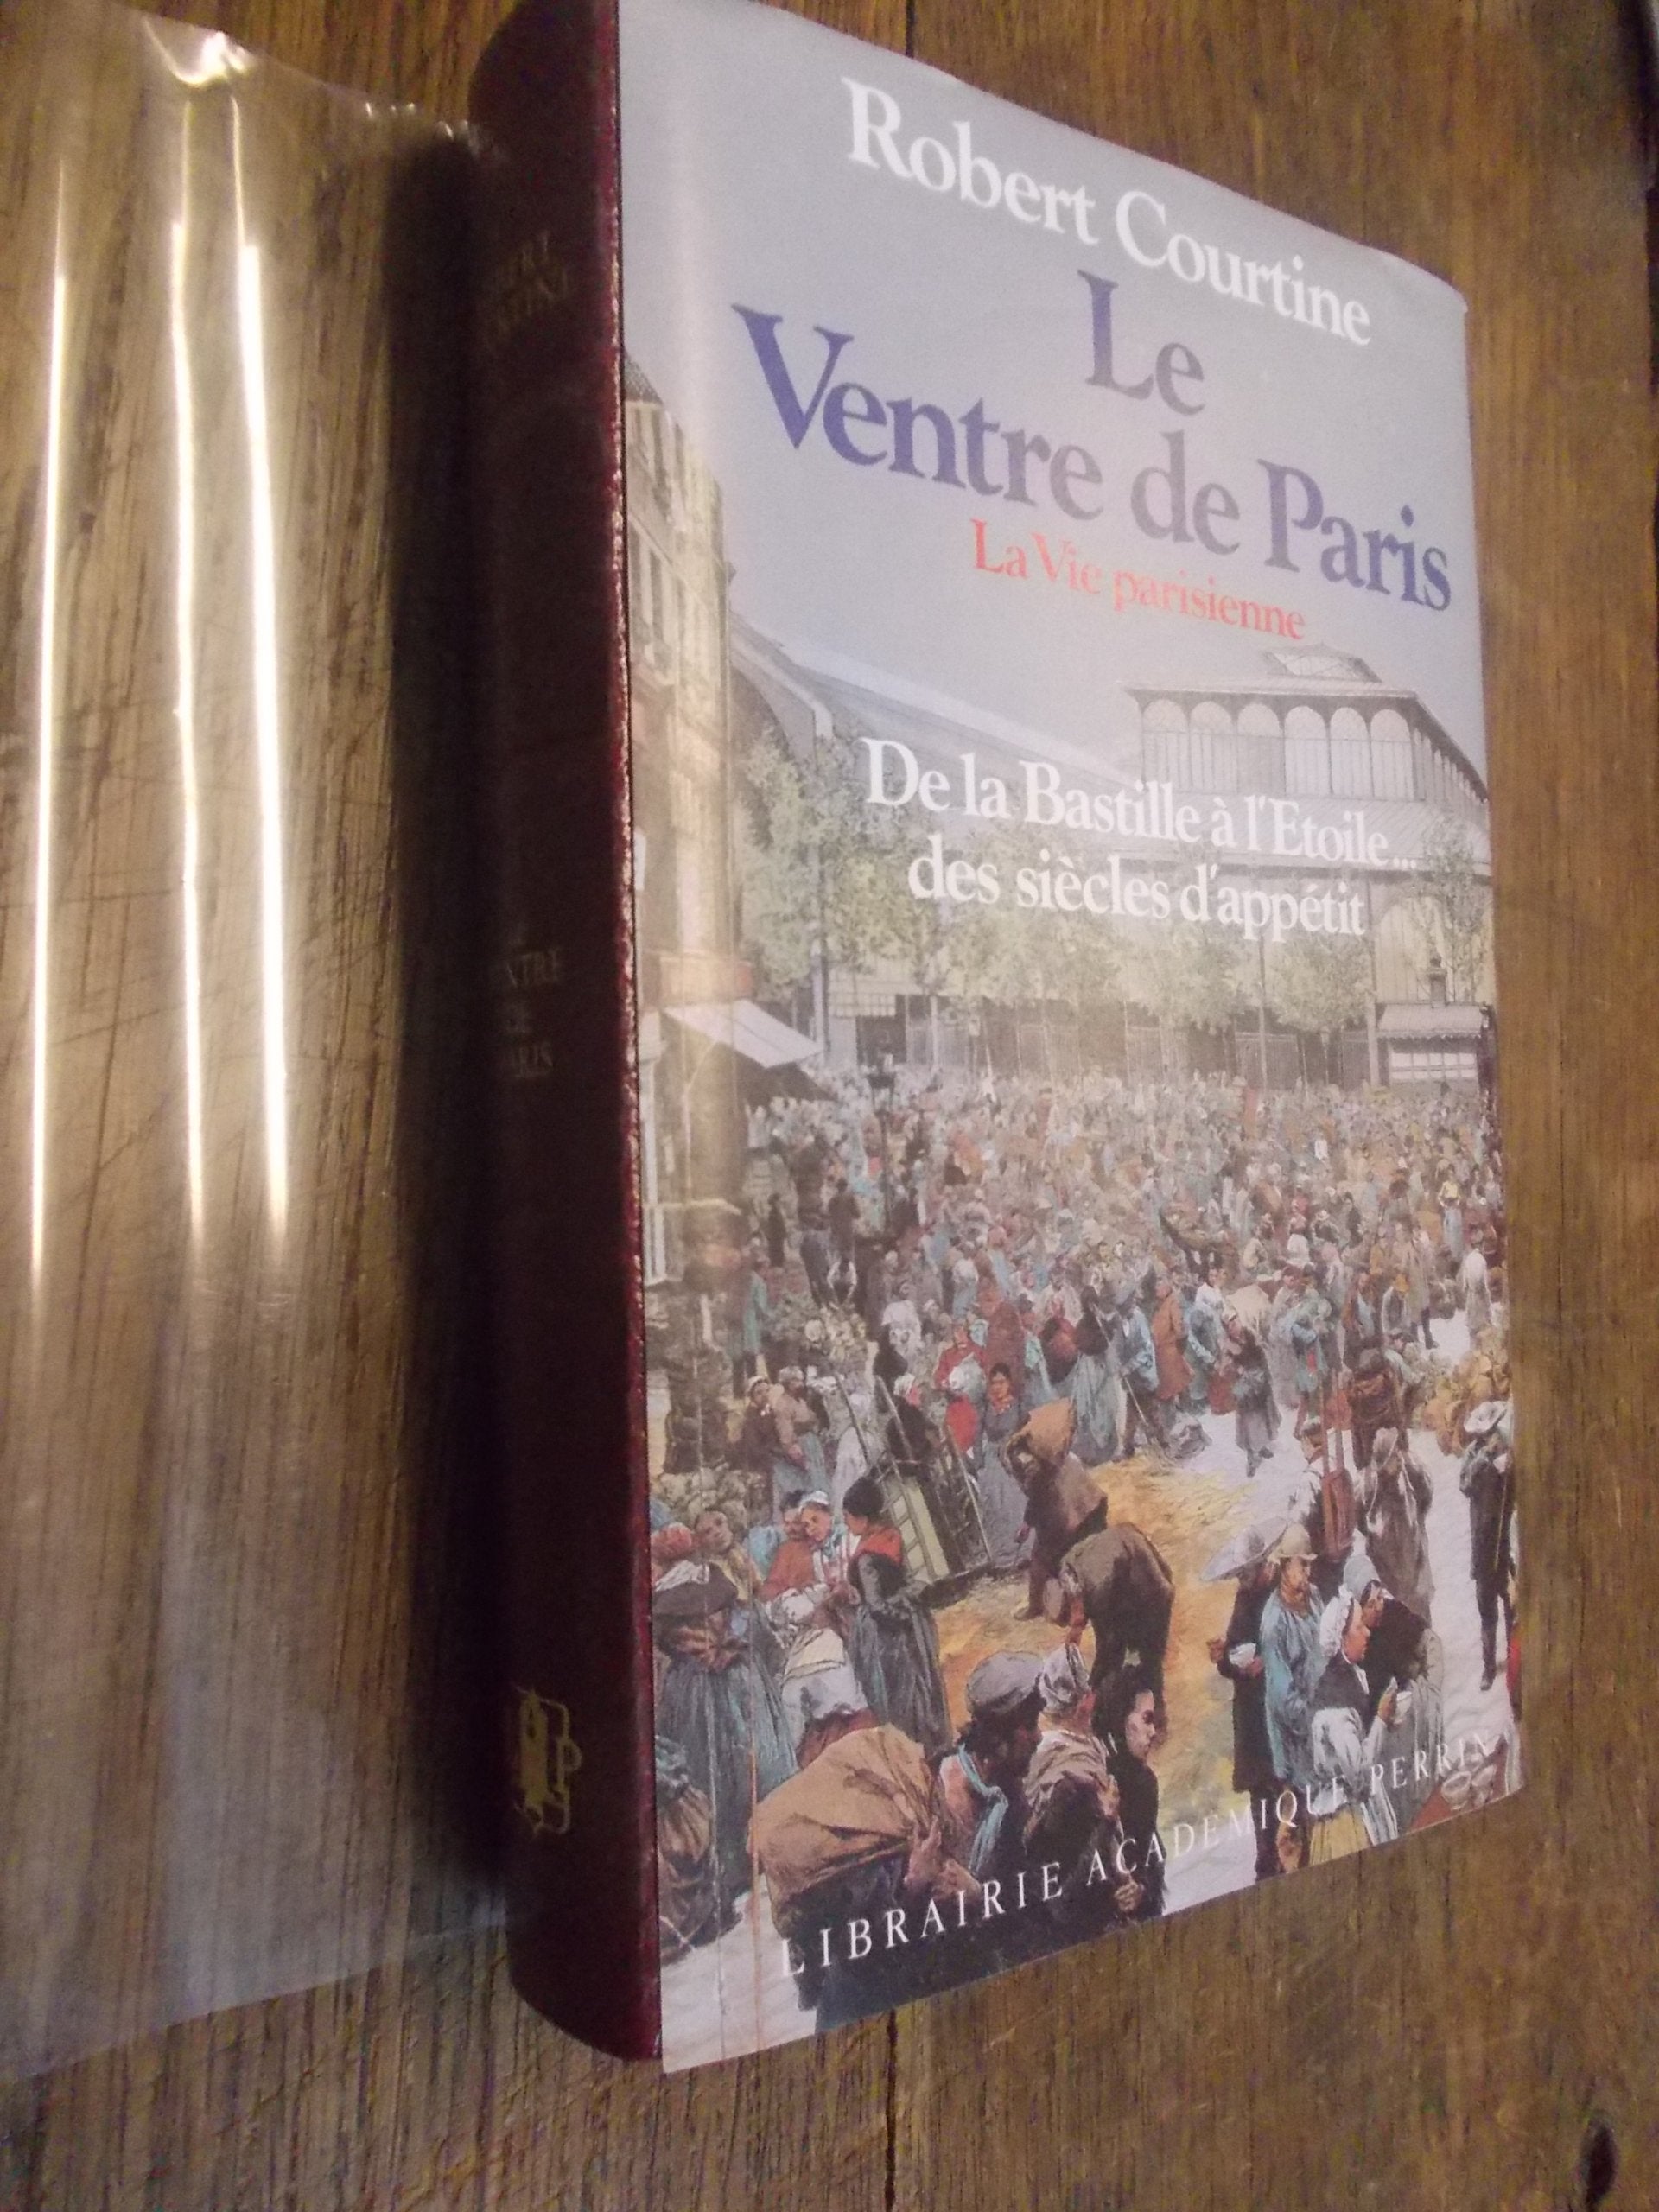 Robert Courtine
Le
Ventre de Paris
La Vie parisienne
De la Bastille à l'Etoile...
des siècles d'appétit
LIBRAIRIE ACADEMIQUE PERRIN